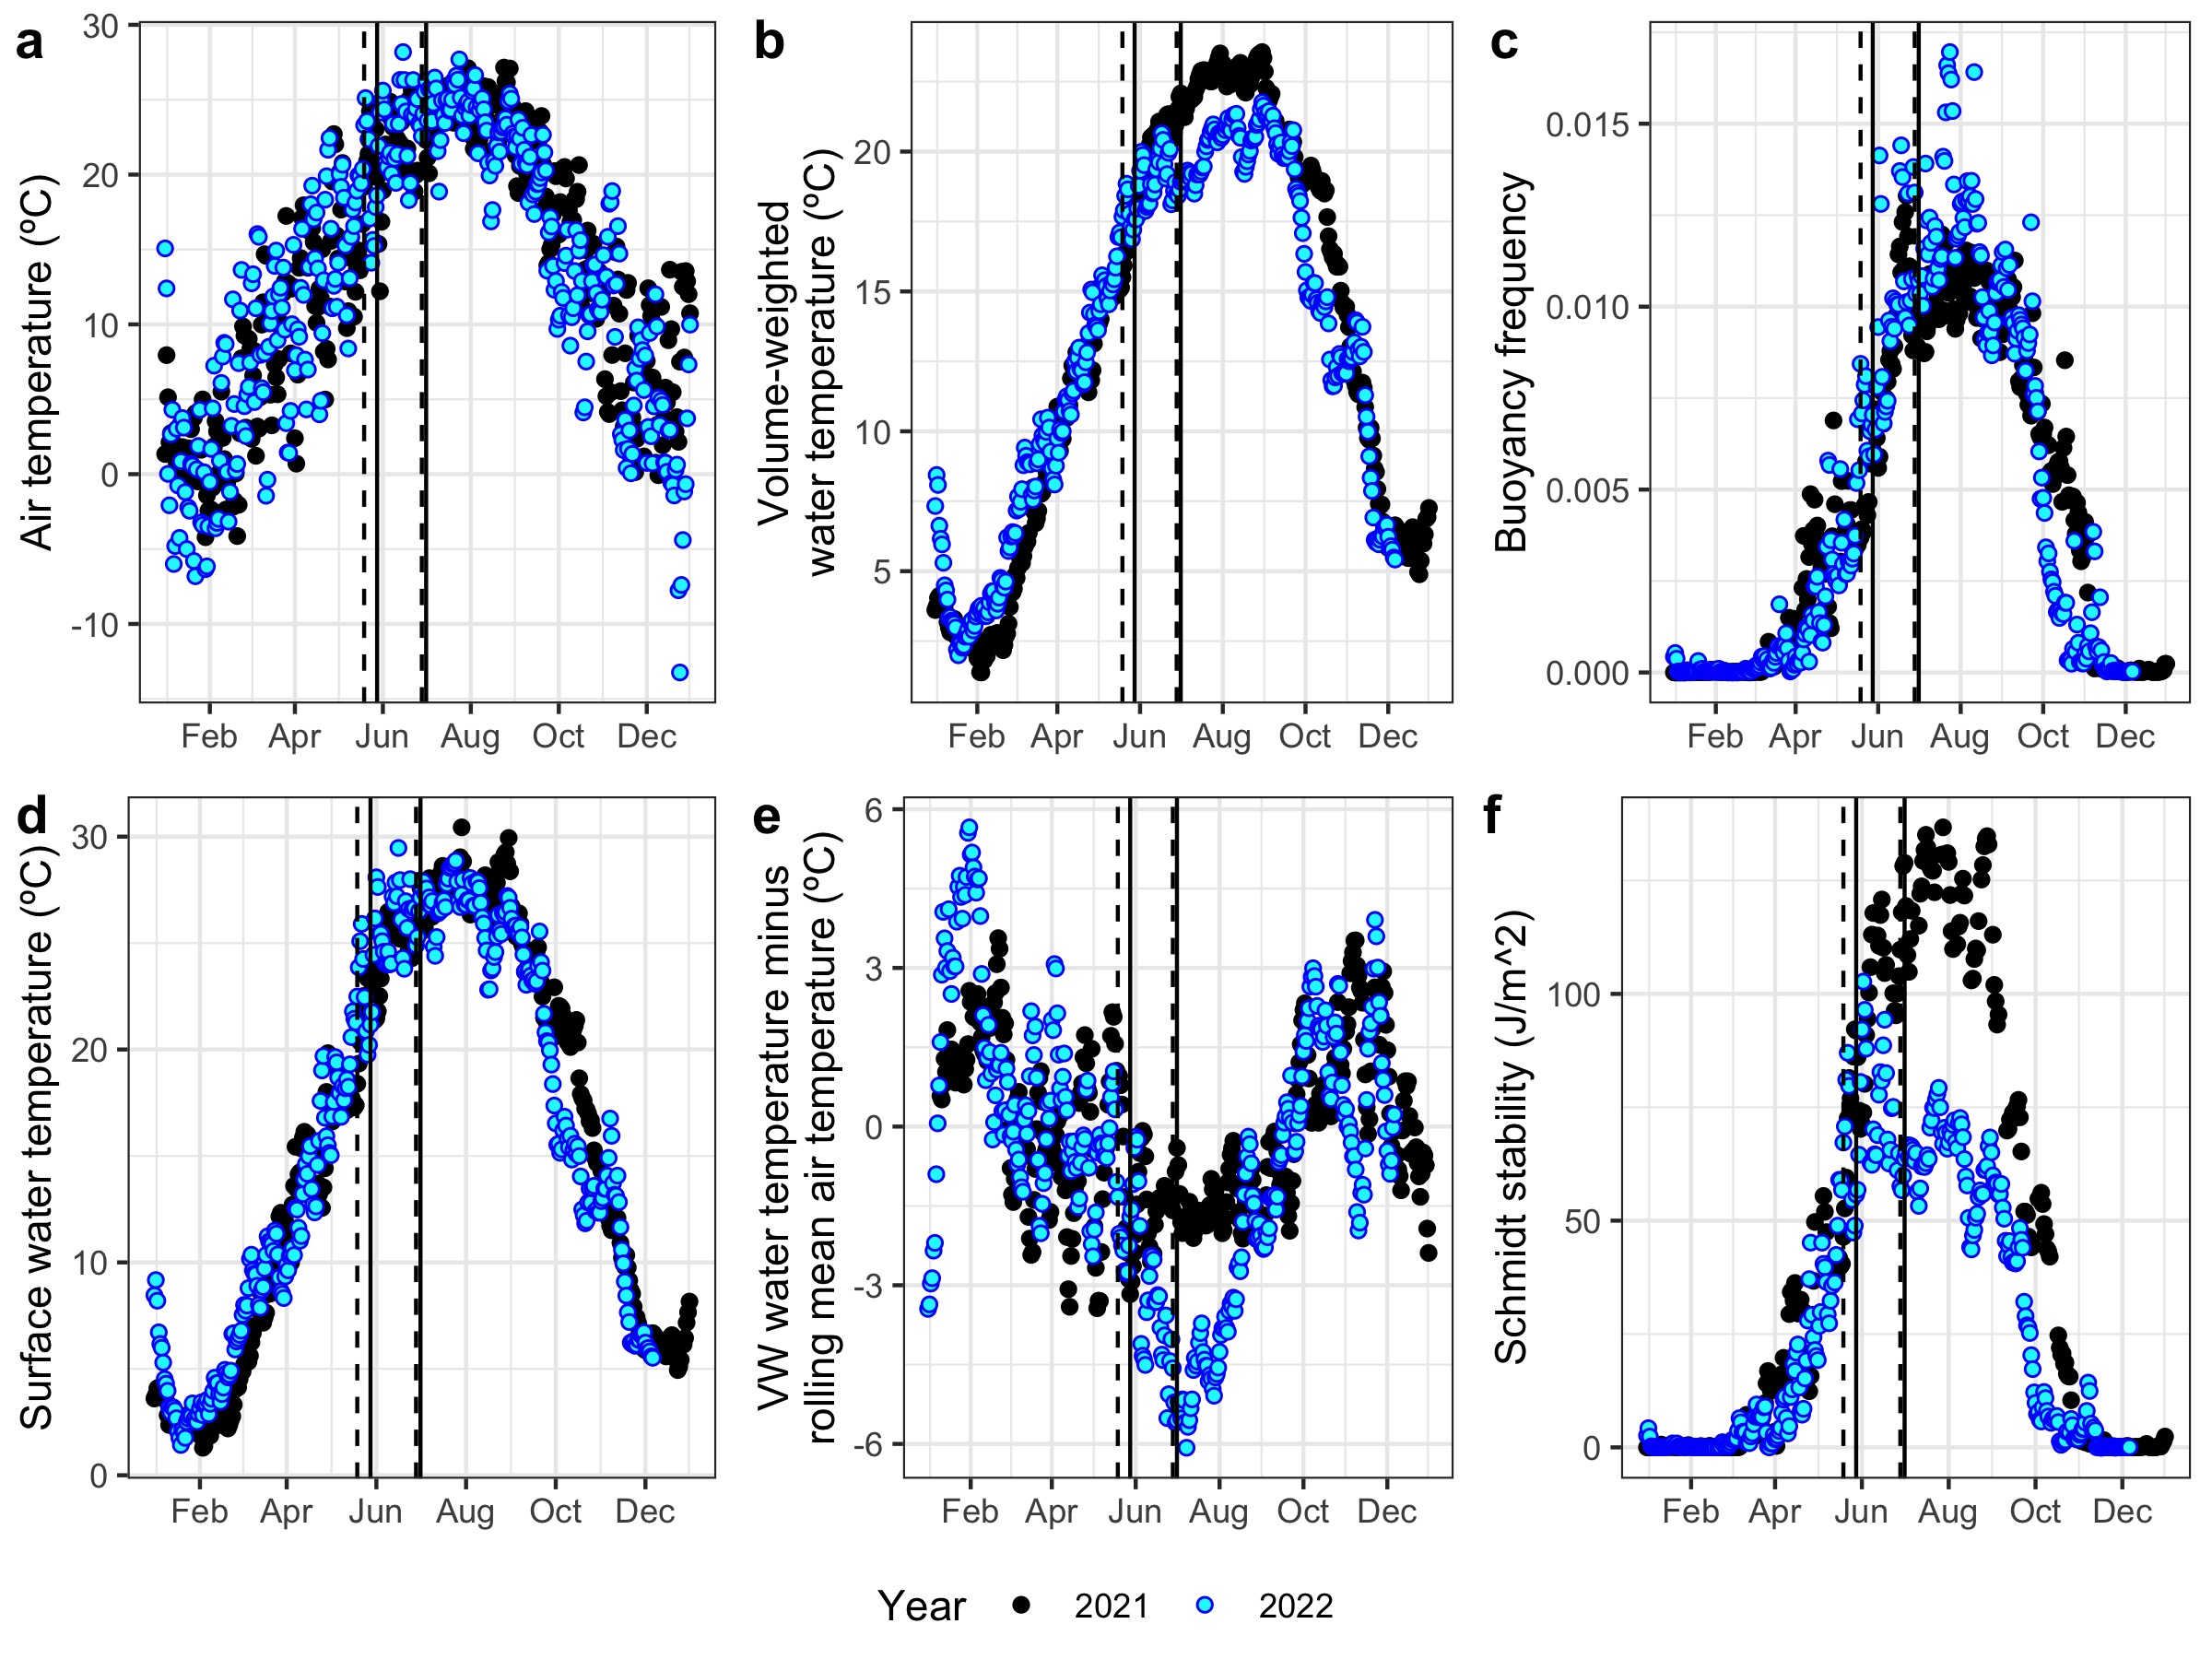 a
Air temperature (ºC)
30
20
10
0
-10
Feb Apr Jun Aug Oct Dec
b
Volume-weighted
water temperature (ºC)
20
15
10
5
Feb Apr Jun Aug Oct Dec
c
Buoyancy frequency
0.015
0.010
0.005
0.000
Feb Apr Jun Aug Oct Dec
d
Surface water temperature (ºC)
30
20
10
0
Feb Apr Jun Aug Oct Dec
e
VW water temperature minus
rolling mean air temperature (ºC)
6
3
0
-3
-6
Feb Apr Jun Aug Oct Dec
f
Schmidt stability (J/m^2)
100
50
0
Feb Apr Jun Aug Oct Dec
Year 2021 2022